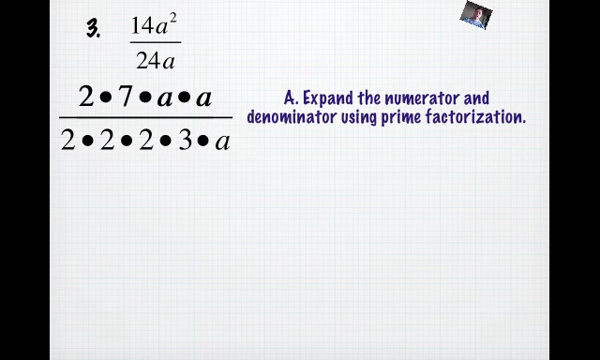 3. 14a²
24a
2•7•a•a
2•2•2•3•a
A. Expand the numerator and
denominator using prime factorization.